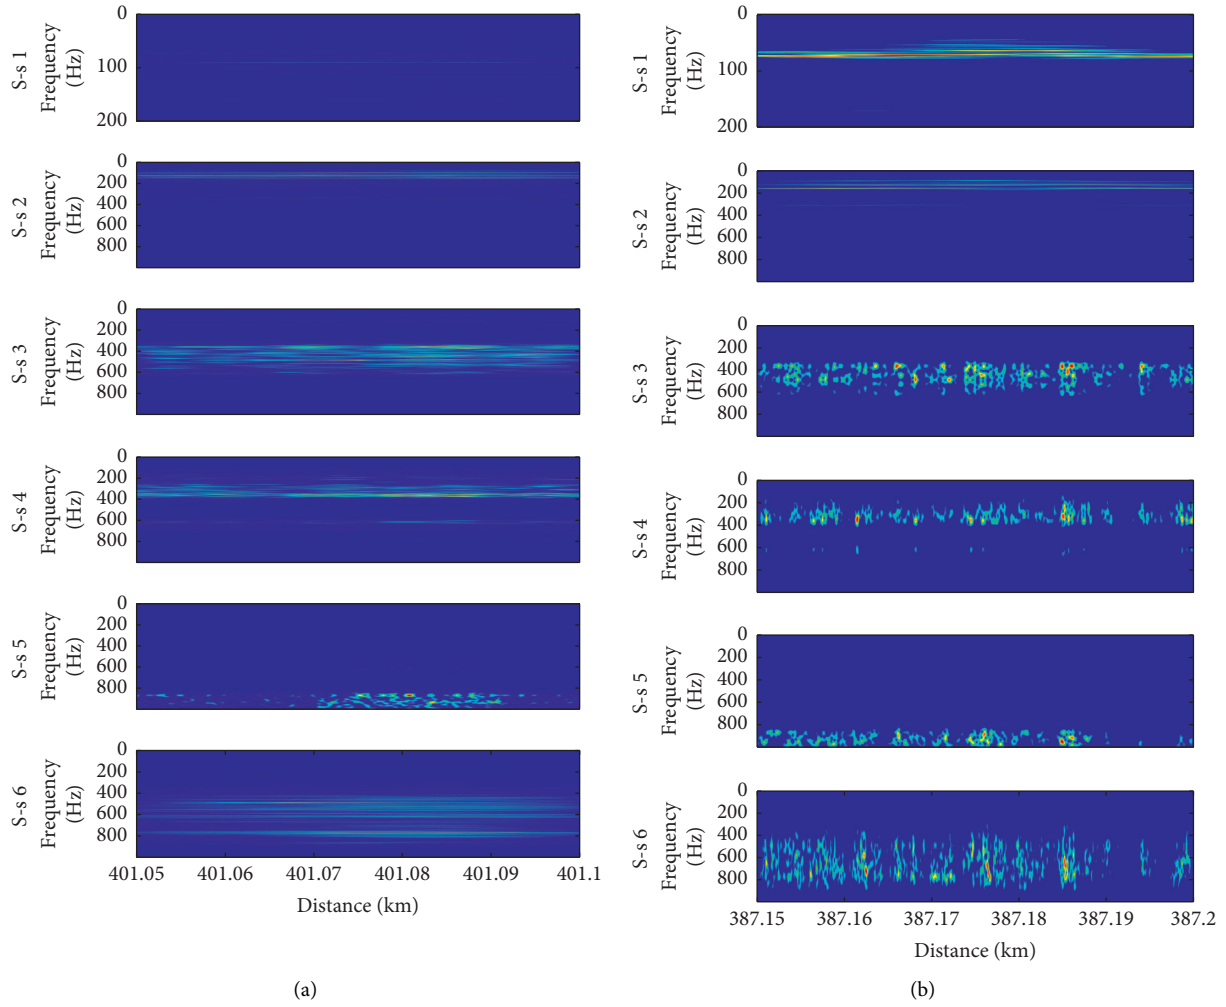 S-s 1
Frequency
(Hz)
0
100
200
S-s 2
Frequency
(Hz)
0
200
400
600
800
S-s 3
Frequency
(Hz)
0
200
400
600
800
S-s 4
Frequency
(Hz)
0
200
400
600
800
S-s 5
Frequency
(Hz)
0
200
400
600
800
S-s 6
Frequency
(Hz)
0
200
400
600
800
401.05 401.06 401.07 401.08 401.09 401.1
Distance (km)
(a)
S-s 1
Frequency
(Hz)
0
100
200
S-s 2
Frequency
(Hz)
0
200
400
600
800
S-s 3
Frequency
(Hz)
0
200
400
600
800
S-s 4
Frequency
(Hz)
0
200
400
600
800
S-s 5
Frequency
(Hz)
0
200
400
600
800
S-s 6
Frequency
(Hz)
0
200
400
600
800
387.15 387.16 387.17 387.18 387.19 387.2
Distance (km)
(b)